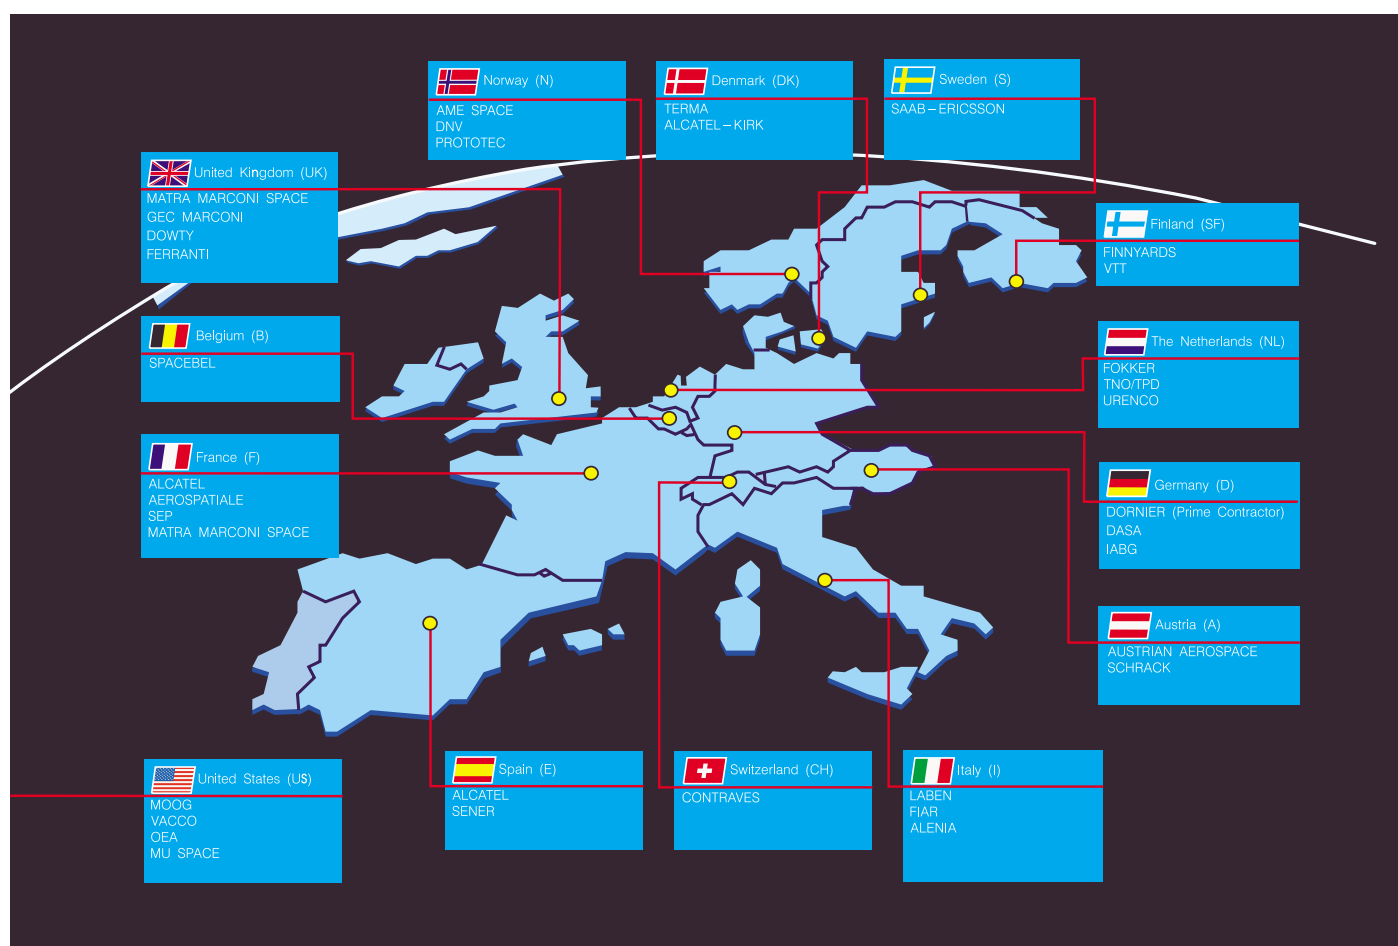 Norway (N)
AME SPACE
DNV
PROTOTEC
Denmark (DK)
TERMA
ALCATEL–KIRK
Sweden (S)
SAAB–ERICSSON
United Kingdom (UK)
MATRA MARCONI SPACE
GEC MARCONI
DOWTY
FERRANTI
Finland (SF)
FINNYARDS
VTT
Belgium (B)
SPACEBEL
The Netherlands (NL)
FOKKER
TNO/TPD
URENCO
France (F)
ALCATEL
AEROSPATIALE
SEP
MATRA MARCONI SPACE
Germany (D)
DORNIER (Prime Contractor)
DASA
IABG
Austria (A)
AUSTRIAN AEROSPACE
SCHRACK
United States (US)
MOOG
VACCO
OEA
MU SPACE
Spain (E)
ALCATEL
SENER
Switzerland (CH)
CONTRAVES
Italy (I)
LABEN
FIAR
ALENIA